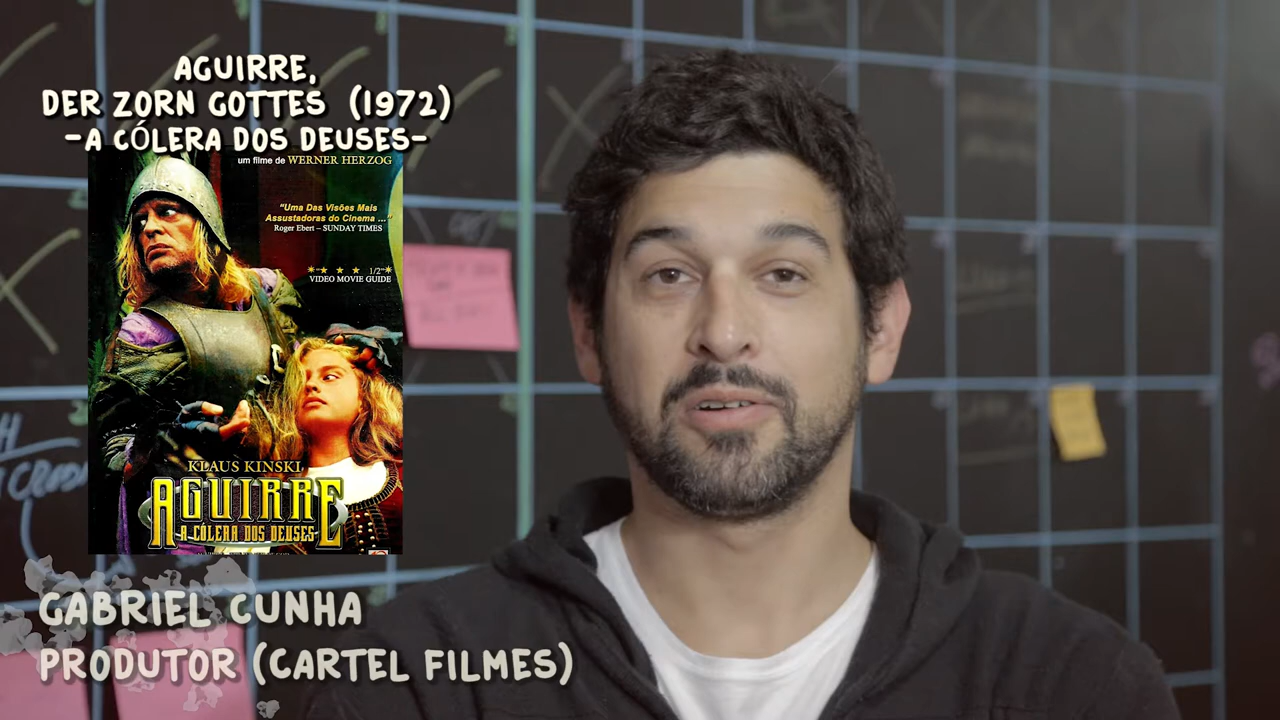 AGUIRRE,
DER ZORN GOTTES (1972)
-A CÓLERA DOS DEUSES-
um filme de WERNER HERZOG
"Uma Das Visões Mais
Assustadoras do Cinema ..."
Roger Ebert – SUNDAY TIMES
1/2
VIDEO MOVIE GUIDE
KLAUS KINSKI
AGUIRRE
A CÓLERA DOS DEUSES
GABRIEL CUNHA
PRODUTOR (CARTEL FILMES)